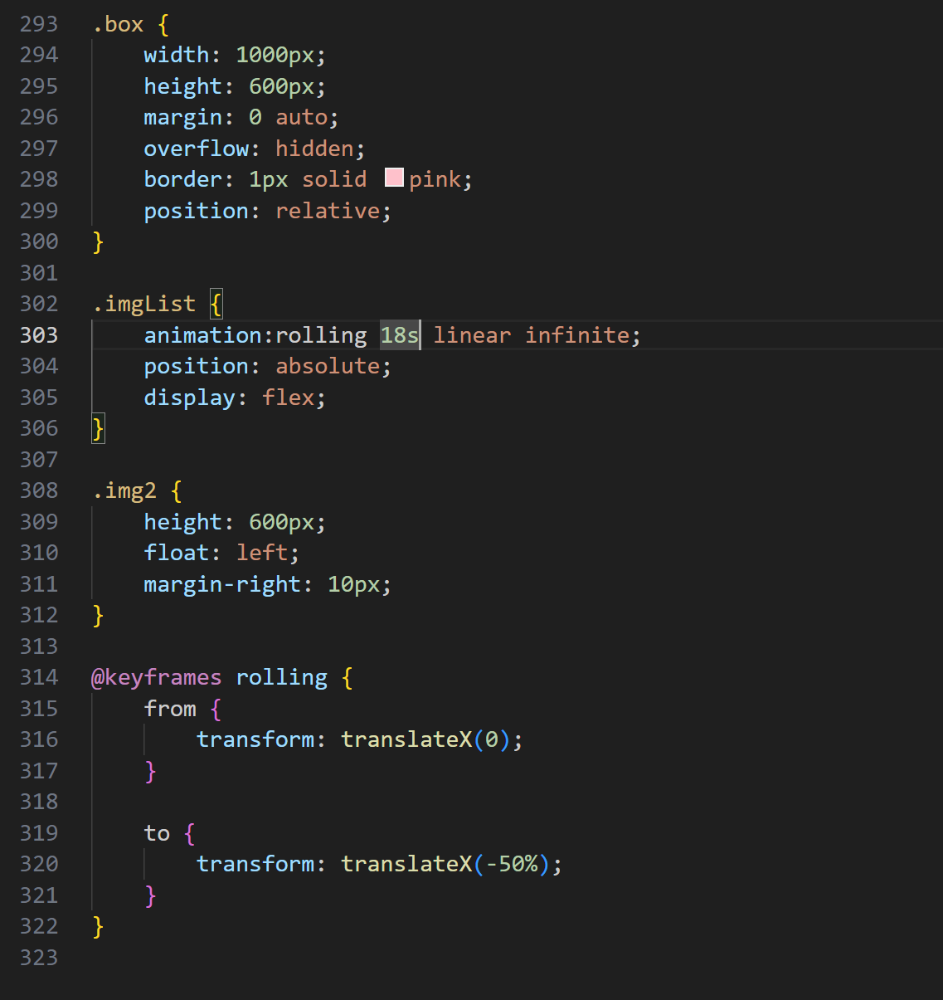 293 .box {
294     width: 1000px;
295     height: 600px;
296     margin: 0 auto;
297     overflow: hidden;
298     border: 1px solid pink;
299     position: relative;
300 }
301
302 .imgList {
303     animation:rolling 18s linear infinite;
304     position: absolute;
305     display: flex;
306 }
307
308 .img2 {
309     height: 600px;
310     float: left;
311     margin-right: 10px;
312 }
313
314 @keyframes rolling {
315     from {
316         transform: translateX(0);
317     }
318
319     to {
320         transform: translateX(-50%);
321     }
322 }
323